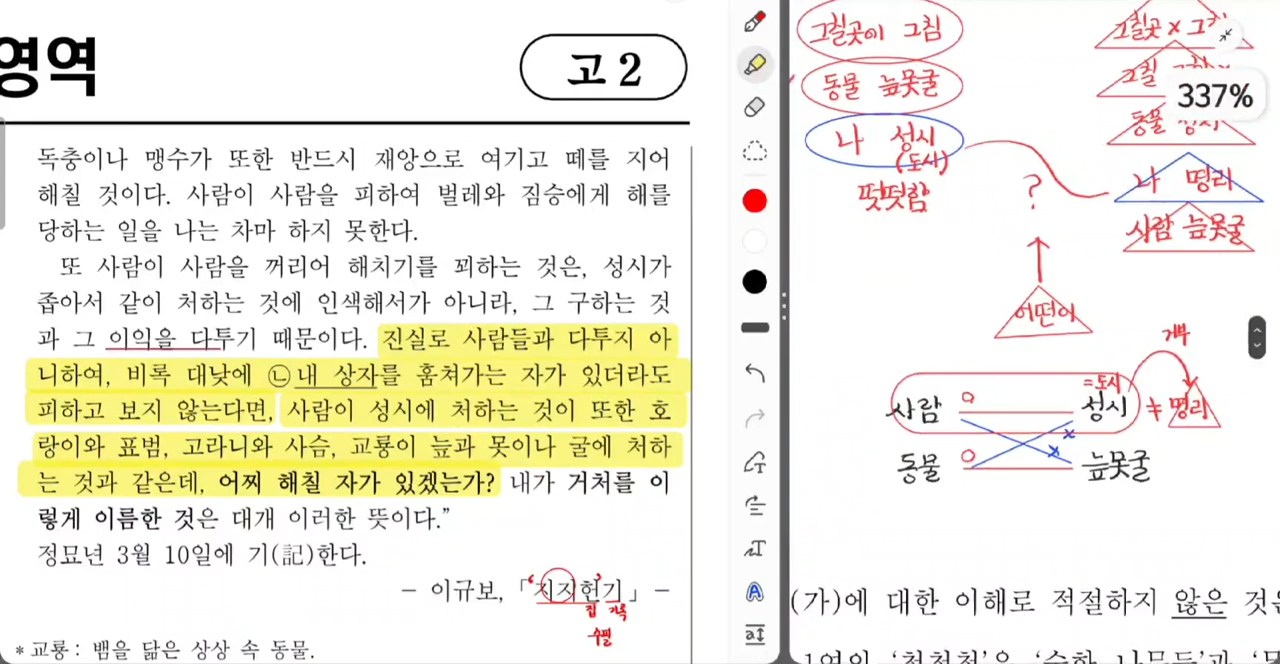 영역
고 2
독충이나 맹수가 또한 반드시 재앙으로 여기고 떼를 지어
해칠 것이다. 사람이 사람을 피하여 벌레와 짐승에게 해를
당하는 일을 나는 차마 하지 못한다.
또 사람이 사람을 꺼리어 해치기를 꾀하는 것은, 성시가
좁아서 같이 처하는 것에 인색해서가 아니라, 그 구하는 것
과 그 이익을 다투기 때문이다. 진실로 사람들과 다투지 아
니하여, 비록 대낮에 ㉡내 상자를 훔쳐가는 자가 있더라도
피하고 보지 않는다면, 사람이 성시에 처하는 것이 또한 호
랑이와 표범, 고라니와 사슴, 교룡이 늪과 못이나 굴에 처하
는 것과 같은데, 어찌 해칠 자가 있겠는가? 내가 거처를 이
렇게 이름한 것은 대개 이러한 뜻이다.”
정묘년 3월 10일에 기(記)한다.
- 이규보, 「‘지지헌’기」 -
집 기록
수필
* 교룡 : 뱀을 닮은 상상 속 동물.
그칠곳이 그침
동물 늪못굴
나 성시
(도시)
떳떳함
그칠곳 x
337%
동물 성시
나 명리
사람 늪못굴
?
어떤이
거부
사람 성시 =도시 ≠ 명리
동물 늪못굴
(가)에 대한 이해로 적절하지 않은 것은